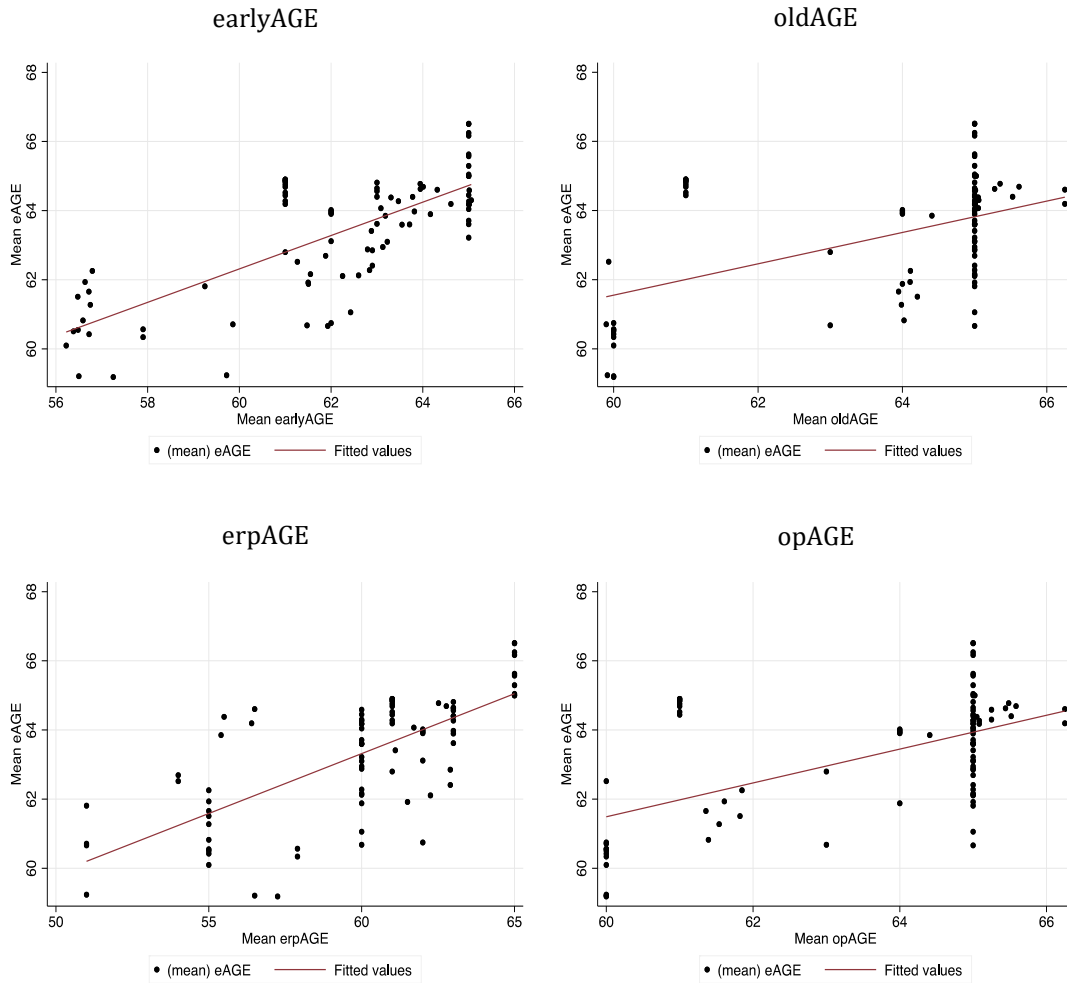 earlyAGE
oldAGE
Mean eAGE
60 62 64 66 68
56 58 60 62 64 66
Mean earlyAGE
(mean) eAGE Fitted values
Mean eAGE
60 62 64 66 68
60 62 64 66
Mean oldAGE
(mean) eAGE Fitted values
erpAGE
opAGE
Mean eAGE
60 62 64 66 68
50 55 60 65
Mean erpAGE
(mean) eAGE Fitted values
Mean eAGE
60 62 64 66 68
60 62 64 66
Mean opAGE
(mean) eAGE Fitted values